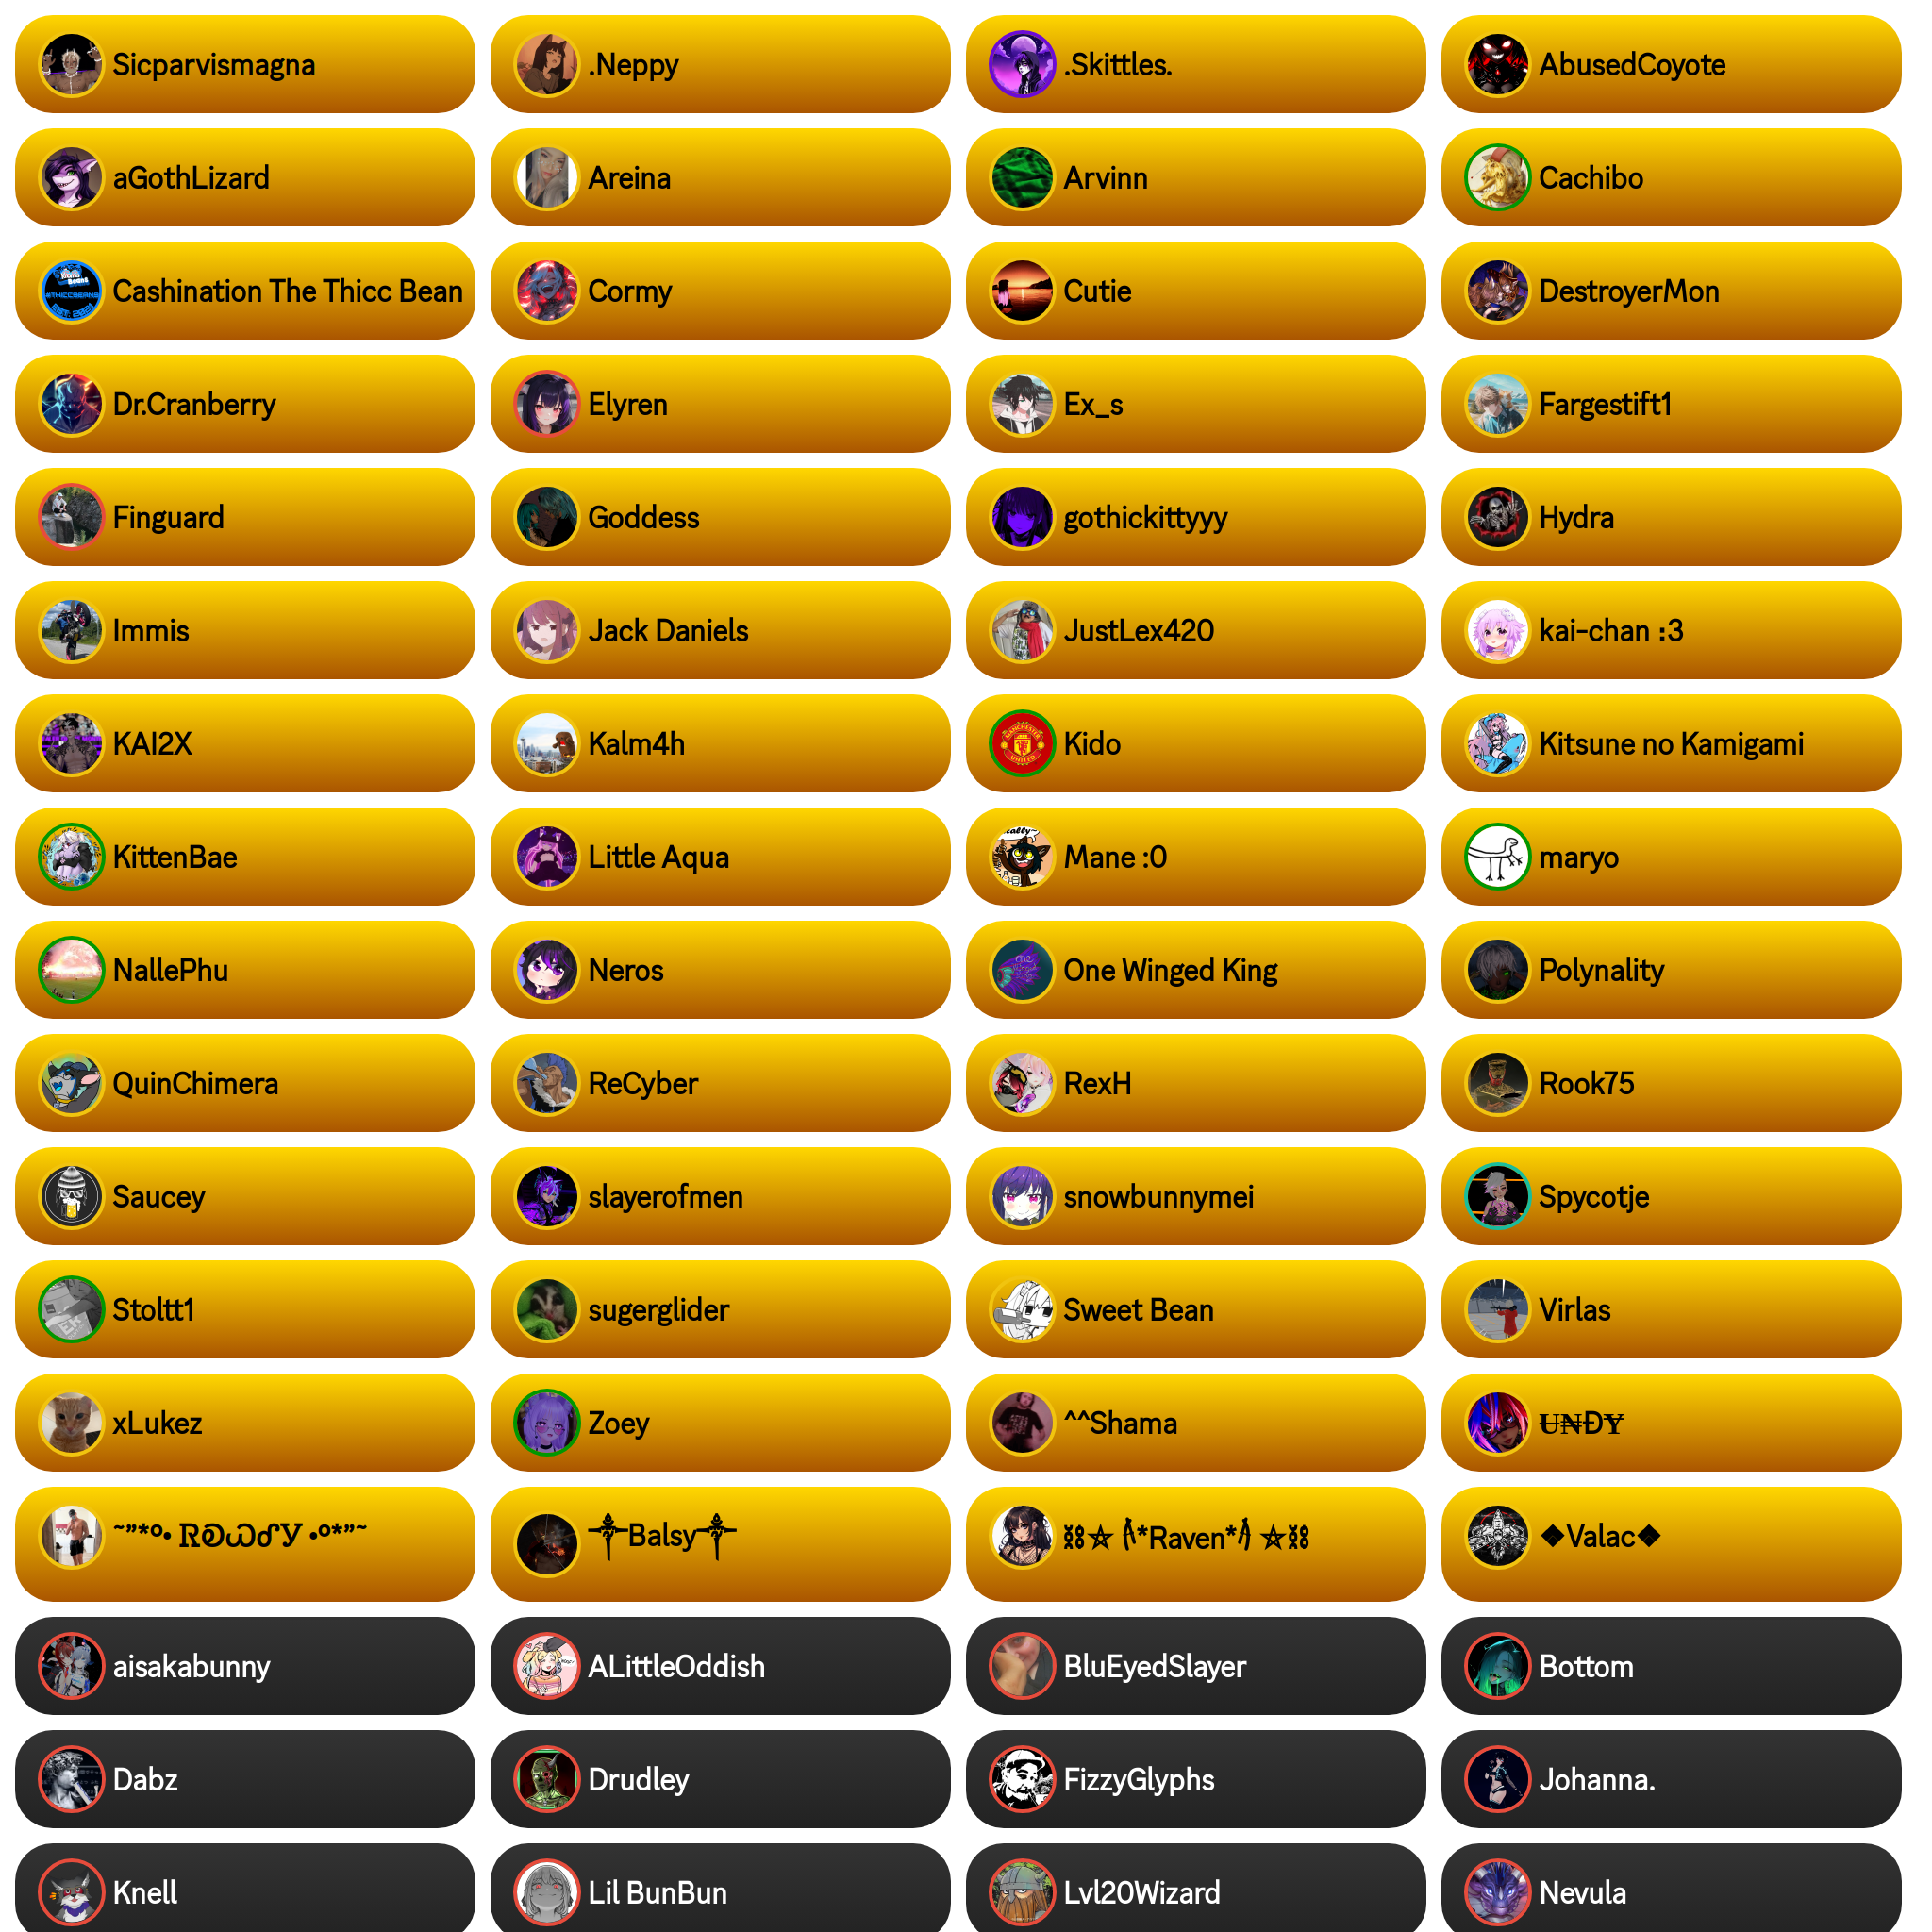 Sicparvismagna
.Neppy
.Skittles.
AbusedCoyote
aGothLizard
Areina
Arvinn
Cachibo
Cashination The Thicc Bean
Cormy
Cutie
DestroyerMon
Dr.Cranberry
Elyren
Ex_s
Fargestift1
Finguard
Goddess
gothickittyyy
Hydra
Immis
Jack Daniels
JustLex420
kai-chan :3
KAI2X
Kalm4h
MANCHESTER
UNITED
Kido
Kitsune no Kamigami
KittenBae
Little Aqua
Mane :0
maryo
NallePhu
Neros
One Winged King
Polynality
QuinChimera
ReCyber
RexH
Rook75
Saucey
slayerofmen
snowbunnymei
Spycotje
Stoltt1
sugerglider
Sweet Bean
Virlas
xLukez
Zoey
^^Shama
Balsy
*Raven*
◆Valac◆
aisakabunny
ALittleOddish
BluEyedSlayer
Bottom
Dabz
Drudley
FizzyGlyphs
Johanna.
Knell
Lil BunBun
Lvl20Wizard
Nevula